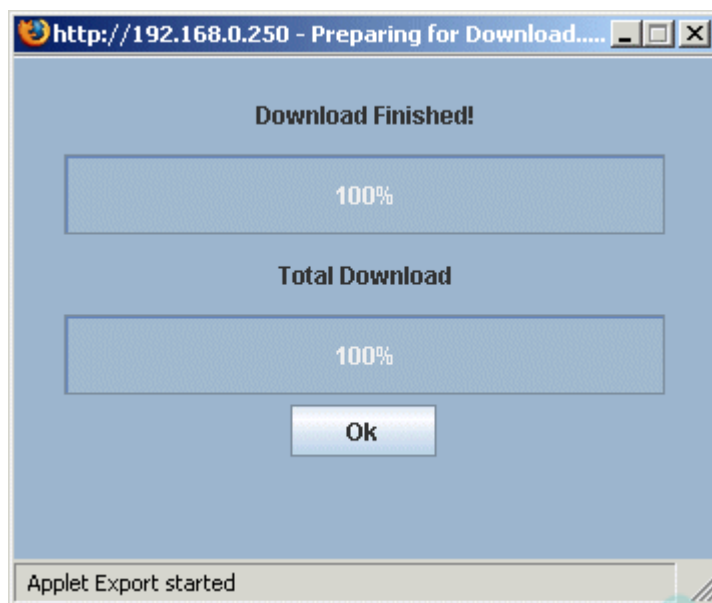 http://192.168.0.250 - Preparing for Download.....
Download Finished!
100%
Total Download
100%
Ok
Applet Export started